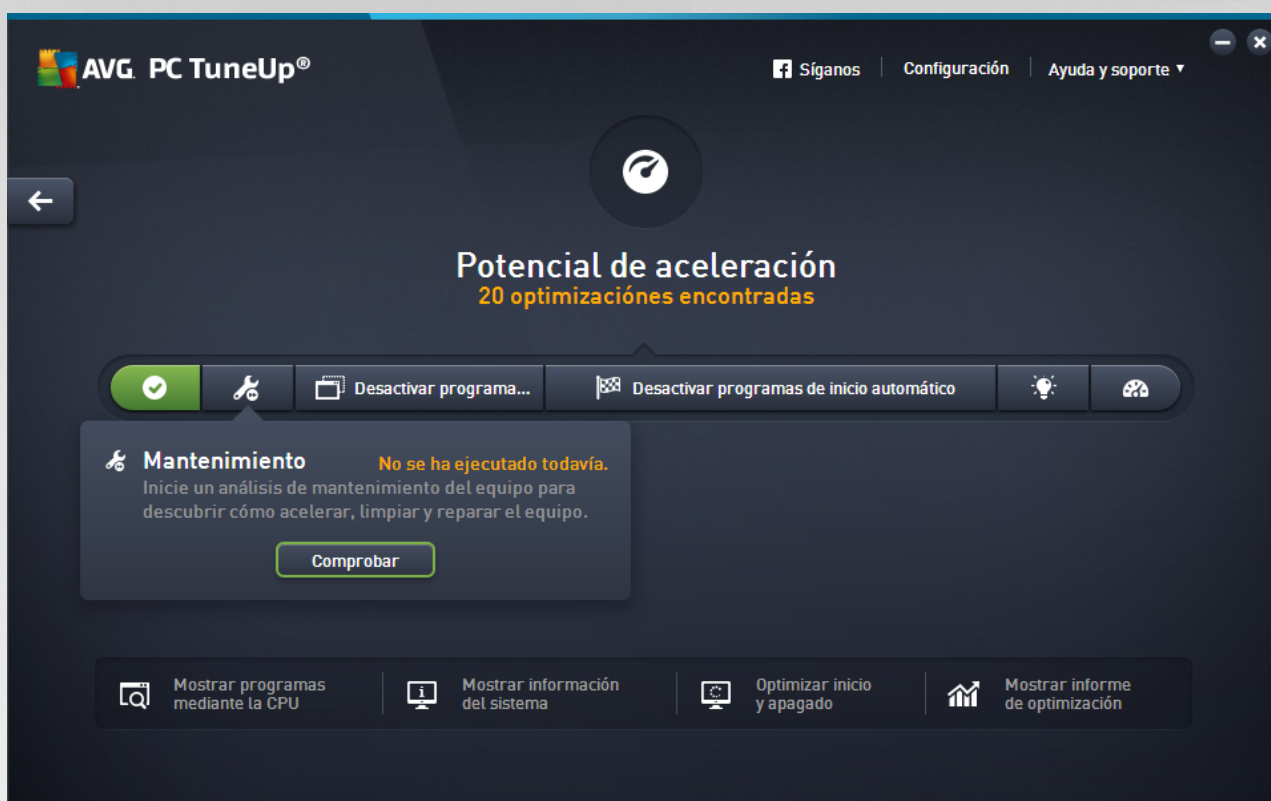 AVG. PC TuneUp®
Síganos
Configuración
Ayuda y soporte
Potencial de aceleración
20 optimizaciónes encontradas
Desactivar programa...
Desactivar programas de inicio automático
Mantenimiento
No se ha ejecutado todavía.
Inicie un análisis de mantenimiento del equipo para
descubrir cómo acelerar, limpiar y reparar el equipo.
Comprobar
Mostrar programas
mediante la CPU
Mostrar información
del sistema
Optimizar inicio
y apagado
Mostrar informe
de optimización